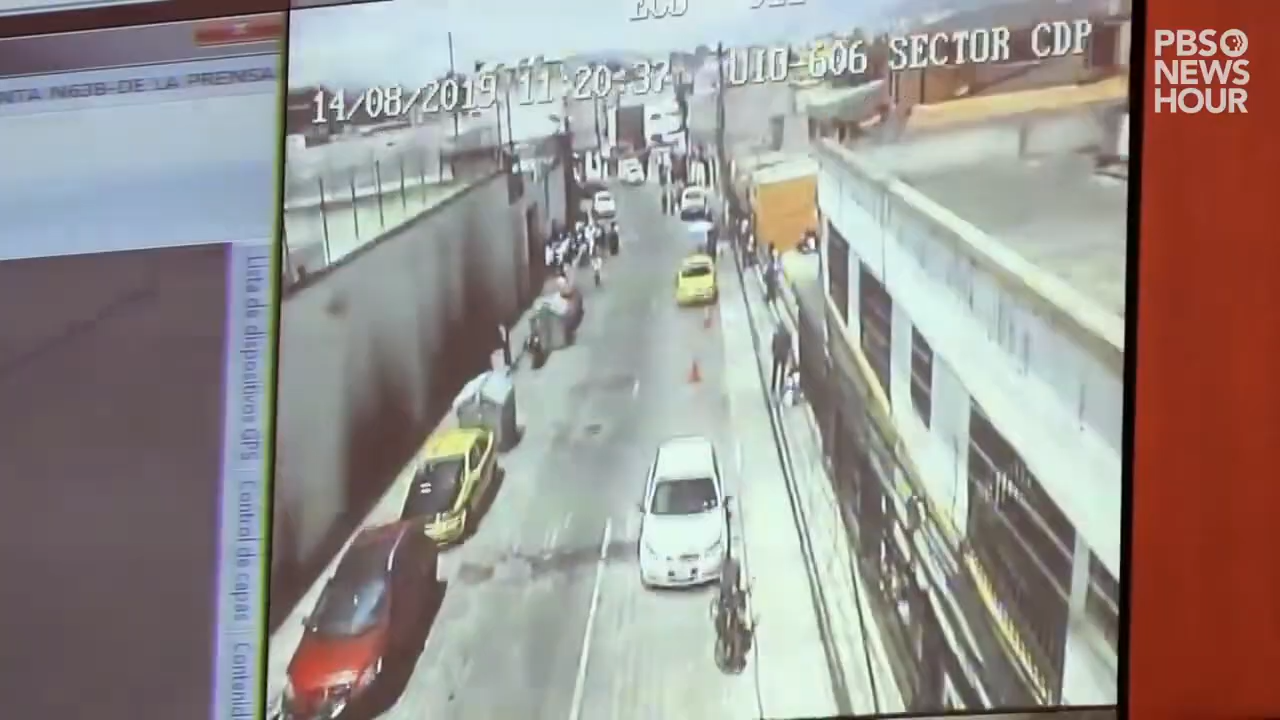 14/08/2019 11:20:37
UIO-606 SECTOR CDP
PBS
NEWS
HOUR
DE LA PRENSA
Lista de dispositivos GPS
Control de capas